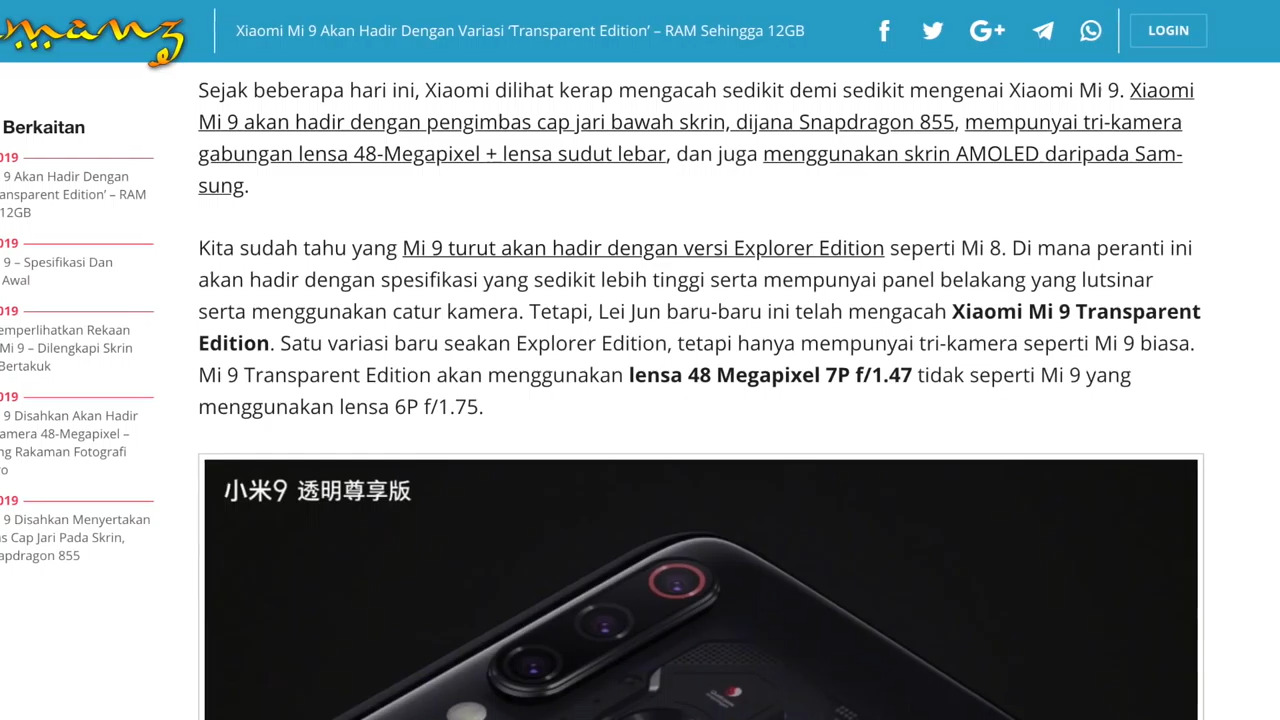 manz
Xiaomi Mi 9 Akan Hadir Dengan Variasi ‘Transparent Edition’ – RAM Sehingga 12GB
G+
LOGIN
Berkaitan
019
9 Akan Hadir Dengan
ansparent Edition’ – RAM
12GB
019
9 – Spesifikasi Dan
Awal
019
emperlihatkan Rekaan
Mi 9 – Dilengkapi Skrin
Bertakuk
019
9 Disahkan Akan Hadir
amera 48-Megapixel –
ng Rakaman Fotografi
ro
019
9 Disahkan Menyertakan
s Cap Jari Pada Skrin,
apdragon 855
Sejak beberapa hari ini, Xiaomi dilihat kerap mengacah sedikit demi sedikit mengenai Xiaomi Mi 9. Xiaomi
Mi 9 akan hadir dengan pengimbas cap jari bawah skrin, dijana Snapdragon 855, mempunyai tri-kamera
gabungan lensa 48-Megapixel + lensa sudut lebar, dan juga menggunakan skrin AMOLED daripada Sam-
sung.
Kita sudah tahu yang Mi 9 turut akan hadir dengan versi Explorer Edition seperti Mi 8. Di mana peranti ini
akan hadir dengan spesifikasi yang sedikit lebih tinggi serta mempunyai panel belakang yang lutsinar
serta menggunakan catur kamera. Tetapi, Lei Jun baru-baru ini telah mengacah Xiaomi Mi 9 Transparent
Edition. Satu variasi baru seakan Explorer Edition, tetapi hanya mempunyai tri-kamera seperti Mi 9 biasa.
Mi 9 Transparent Edition akan menggunakan lensa 48 Megapixel 7P f/1.47 tidak seperti Mi 9 yang
menggunakan lensa 6P f/1.75.
小米9 透明尊享版